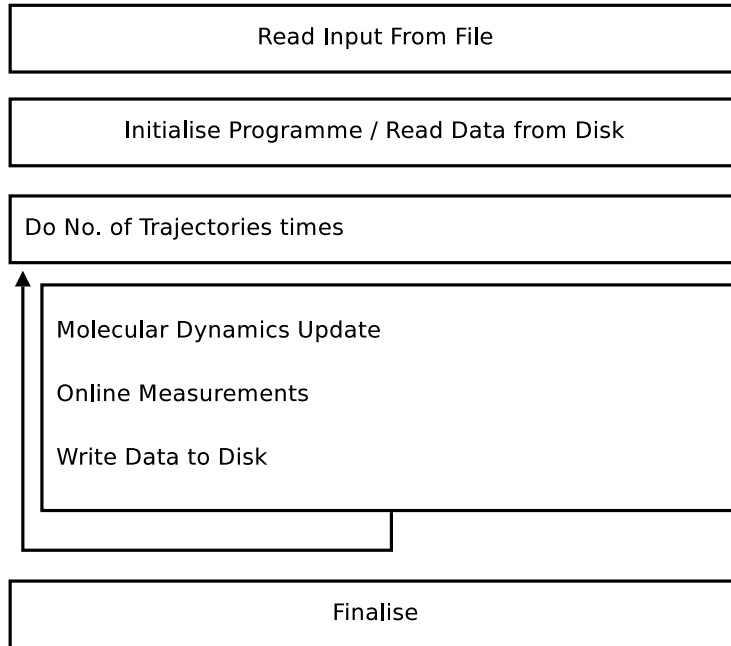 Read Input From File
Initialise Programme / Read Data from Disk
Do No. of Trajectories times
Molecular Dynamics Update
Online Measurements
Write Data to Disk
Finalise